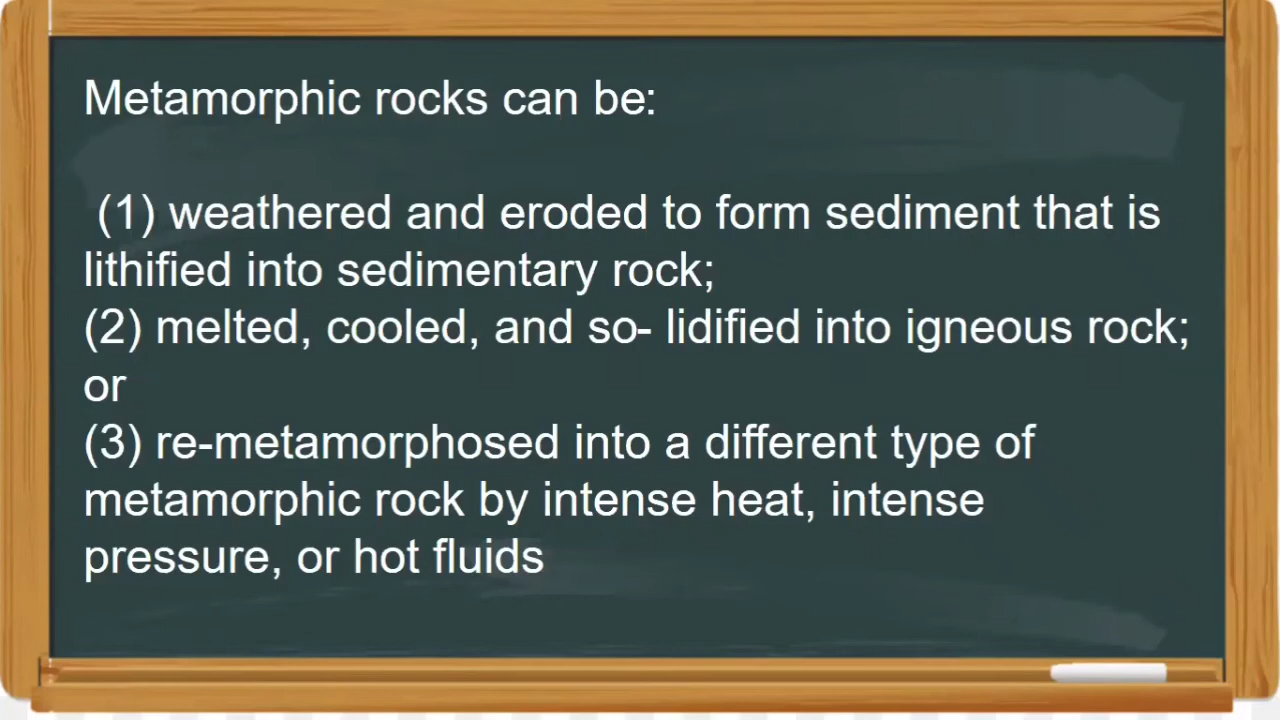 Metamorphic rocks can be:
(1) weathered and eroded to form sediment that is
lithified into sedimentary rock;
(2) melted, cooled, and so- lidified into igneous rock;
or
(3) re-metamorphosed into a different type of
metamorphic rock by intense heat, intense
pressure, or hot fluids